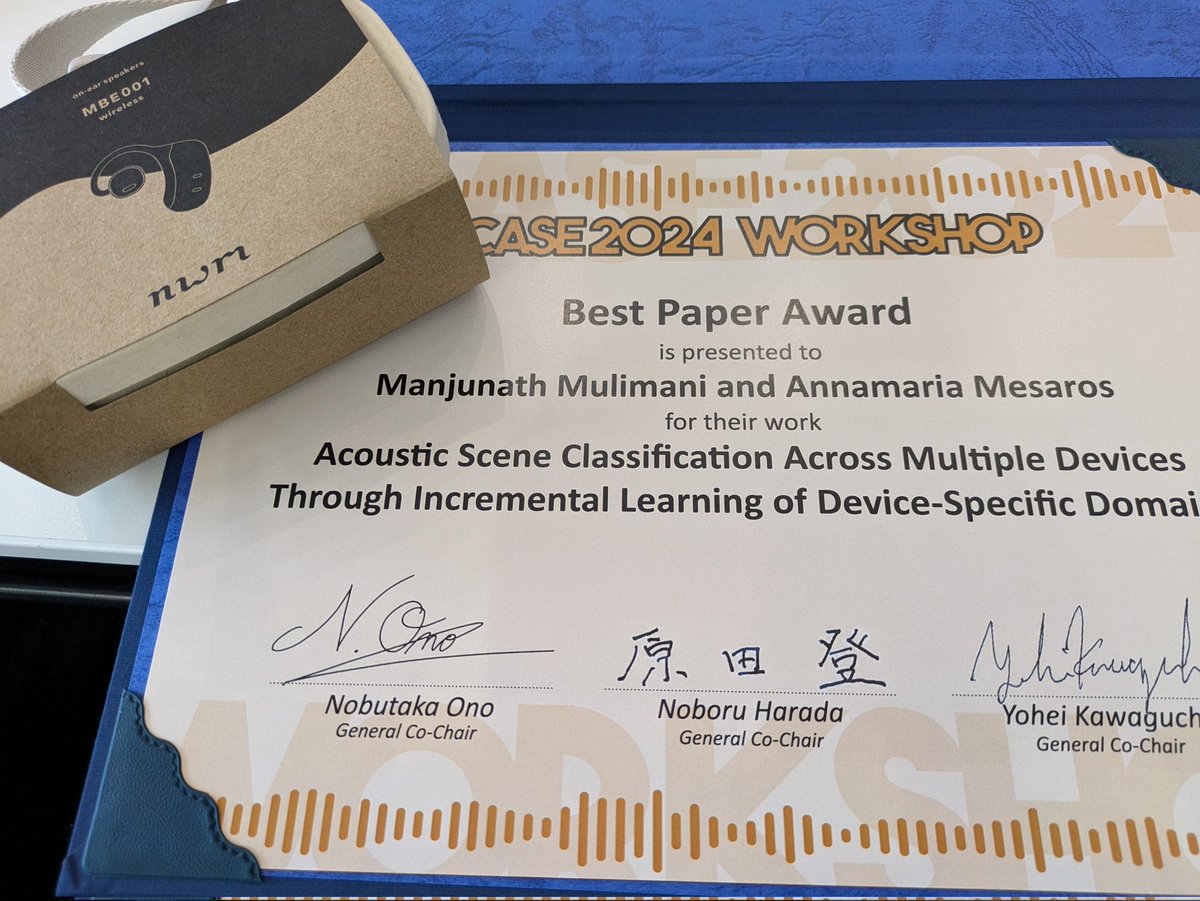 on-ear speakers
MBE001
wireless
nwm
CASE2024 WORKSHOP
Best Paper Award
is presented to
Manjunath Mulimani and Annamaria Mesaros
for their work
Acoustic Scene Classification Across Multiple Devices
Through Incremental Learning of Device-Specific Domai
N. Ono
原田登
Nobutaka Ono
General Co-Chair
Noboru Harada
General Co-Chair
Yohei Kawaguch
General Co-Chair
WORKSHO